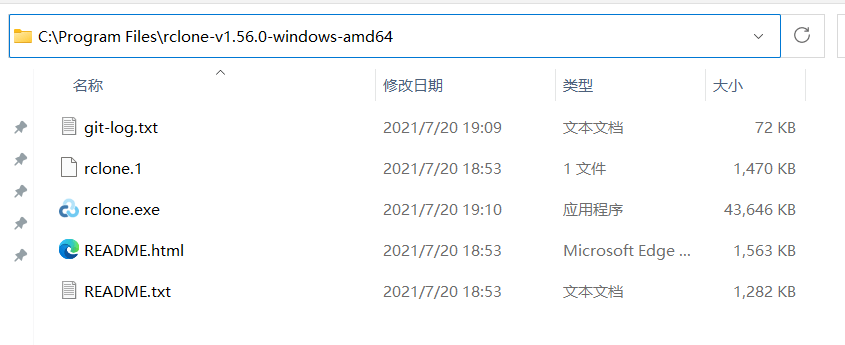 C:\Program Files\rclone-v1.56.0-windows-amd64
名称 修改日期 类型 大小
git-log.txt 2021/7/20 19:09 文本文档 72 KB
rclone.1 2021/7/20 18:53 1 文件 1,470 KB
rclone.exe 2021/7/20 19:10 应用程序 43,646 KB
README.html 2021/7/20 18:53 Microsoft Edge ... 1,563 KB
README.txt 2021/7/20 18:53 文本文档 1,282 KB